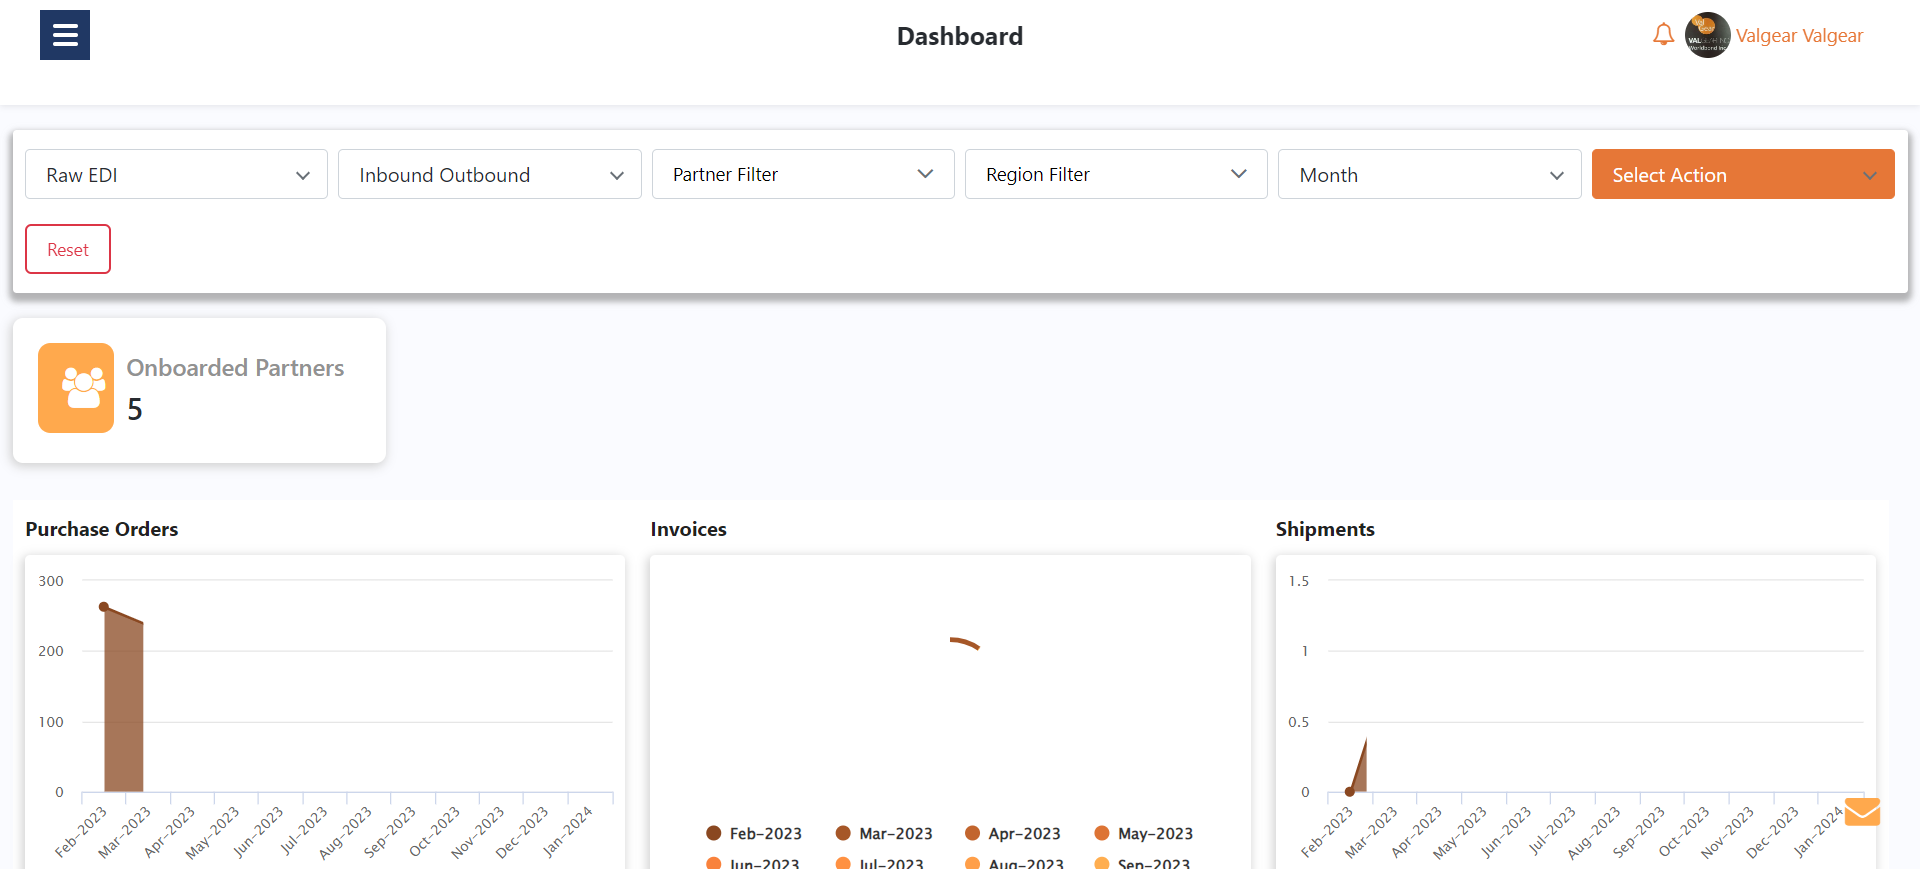 Dashboard
Valgear Valgear
Raw EDI
Inbound Outbound
Partner Filter
Region Filter
Month
Select Action
Reset
Onboarded Partners
5
Purchase Orders
300
200
100
0
Feb-2023
Mar-2023
Apr-2023
May-2023
Jun-2023
Jul-2023
Aug-2023
Sep-2023
Oct-2023
Nov-2023
Dec-2023
Jan-2024
Invoices
Feb-2023
Mar-2023
Apr-2023
May-2023
Jun-2023
Jul-2023
Aug-2023
Sep-2023
Shipments
1.5
1
0.5
0
Feb-2023
Mar-2023
Apr-2023
May-2023
Jun-2023
Jul-2023
Aug-2023
Sep-2023
Oct-2023
Nov-2023
Dec-2023
Jan-2024